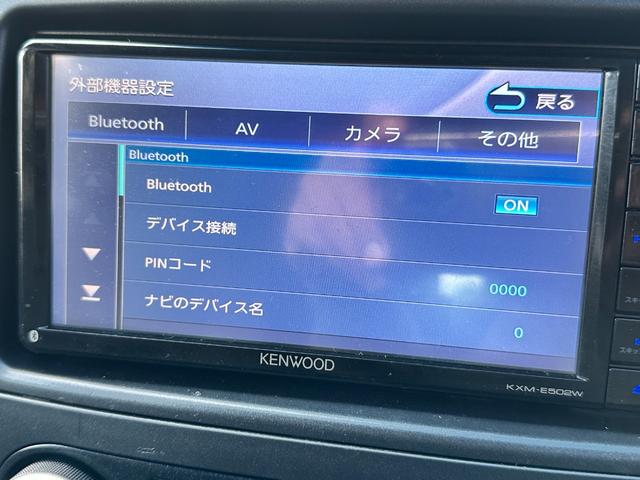 外部機器設定
戻る
Bluetooth AV カメラ その他
Bluetooth
Bluetooth ON
デバイス接続
PINコード 0000
ナビのデバイス名 0
KENWOOD
KXM-E502W